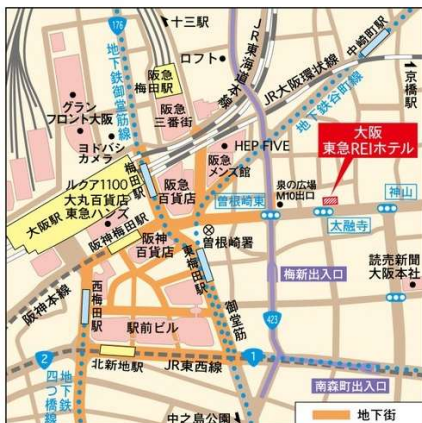 176
十三駅
ロフト
JR東海道本線
中崎町駅
JR大阪環状線
京橋駅
地下鉄御堂筋線
阪急
梅田駅
阪急
三番街
地下鉄谷町線
グラン
フロント大阪
ヨドバシ
カメラ
HEP FIVE
阪急
メンズ館
大阪
東急REIホテル
梅田駅
ルクア1100
大丸百貨店
東急ハンズ
大阪駅
阪急
百貨店
泉の広場
M10出口
曽根崎東
神山
太融寺
阪神梅田駅
阪神
百貨店
曽根崎署
東梅田駅
梅新出入口
読売新聞
大阪本社
阪神本線
西梅田駅
御堂筋
駅前ビル
423
2
1
北新地駅
JR東西線
南森町出入口
地下鉄
四つ橋線
中之島公園
地下街